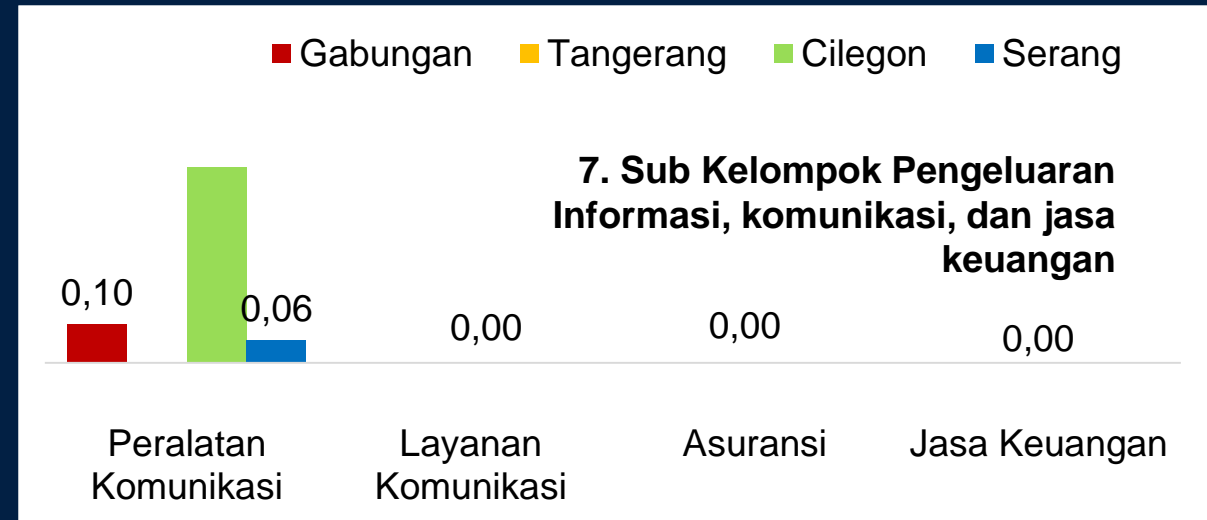 Gabungan Tangerang Cilegon Serang
7. Sub Kelompok Pengeluaran
Informasi, komunikasi, dan jasa
keuangan
0,10
0,06
0,00
0,00
0,00
Peralatan
Komunikasi
Layanan
Komunikasi
Asuransi
Jasa Keuangan